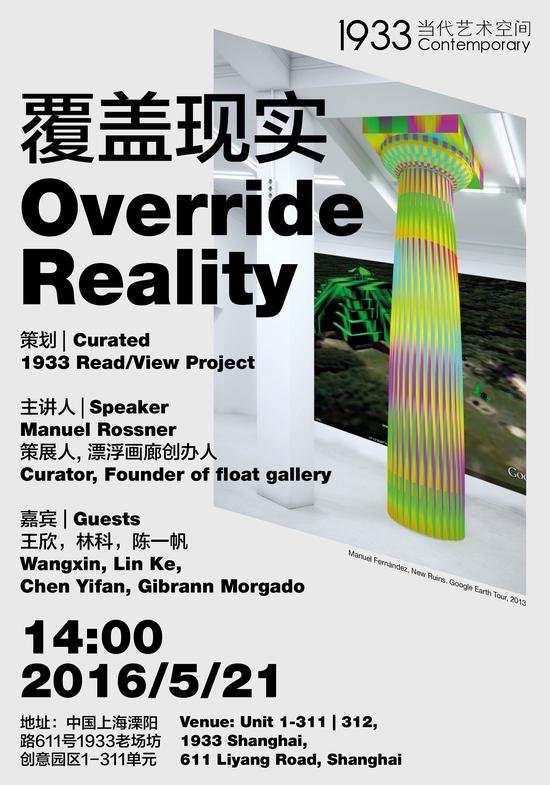 1933 当代艺术空间
Contemporary
覆盖现实
Override
Reality
策划 | Curated
1933 Read/View Project
主讲人 | Speaker
Manuel Rossner
策展人, 漂浮画廊创办人
Curator, Founder of float gallery
嘉宾 | Guests
王欣，林科，陈一帆
Wangxin, Lin Ke,
Chen Yifan, Gibrann Morgado
Manuel Fernández, New Ruins. Google Earth Tour, 2013
14:00
2016/5/21
地址：中国上海溧阳
路611号1933老场坊
创意园区1-311单元
Venue: Unit 1-311 | 312,
1933 Shanghai,
611 Liyang Road, Shanghai
Goo